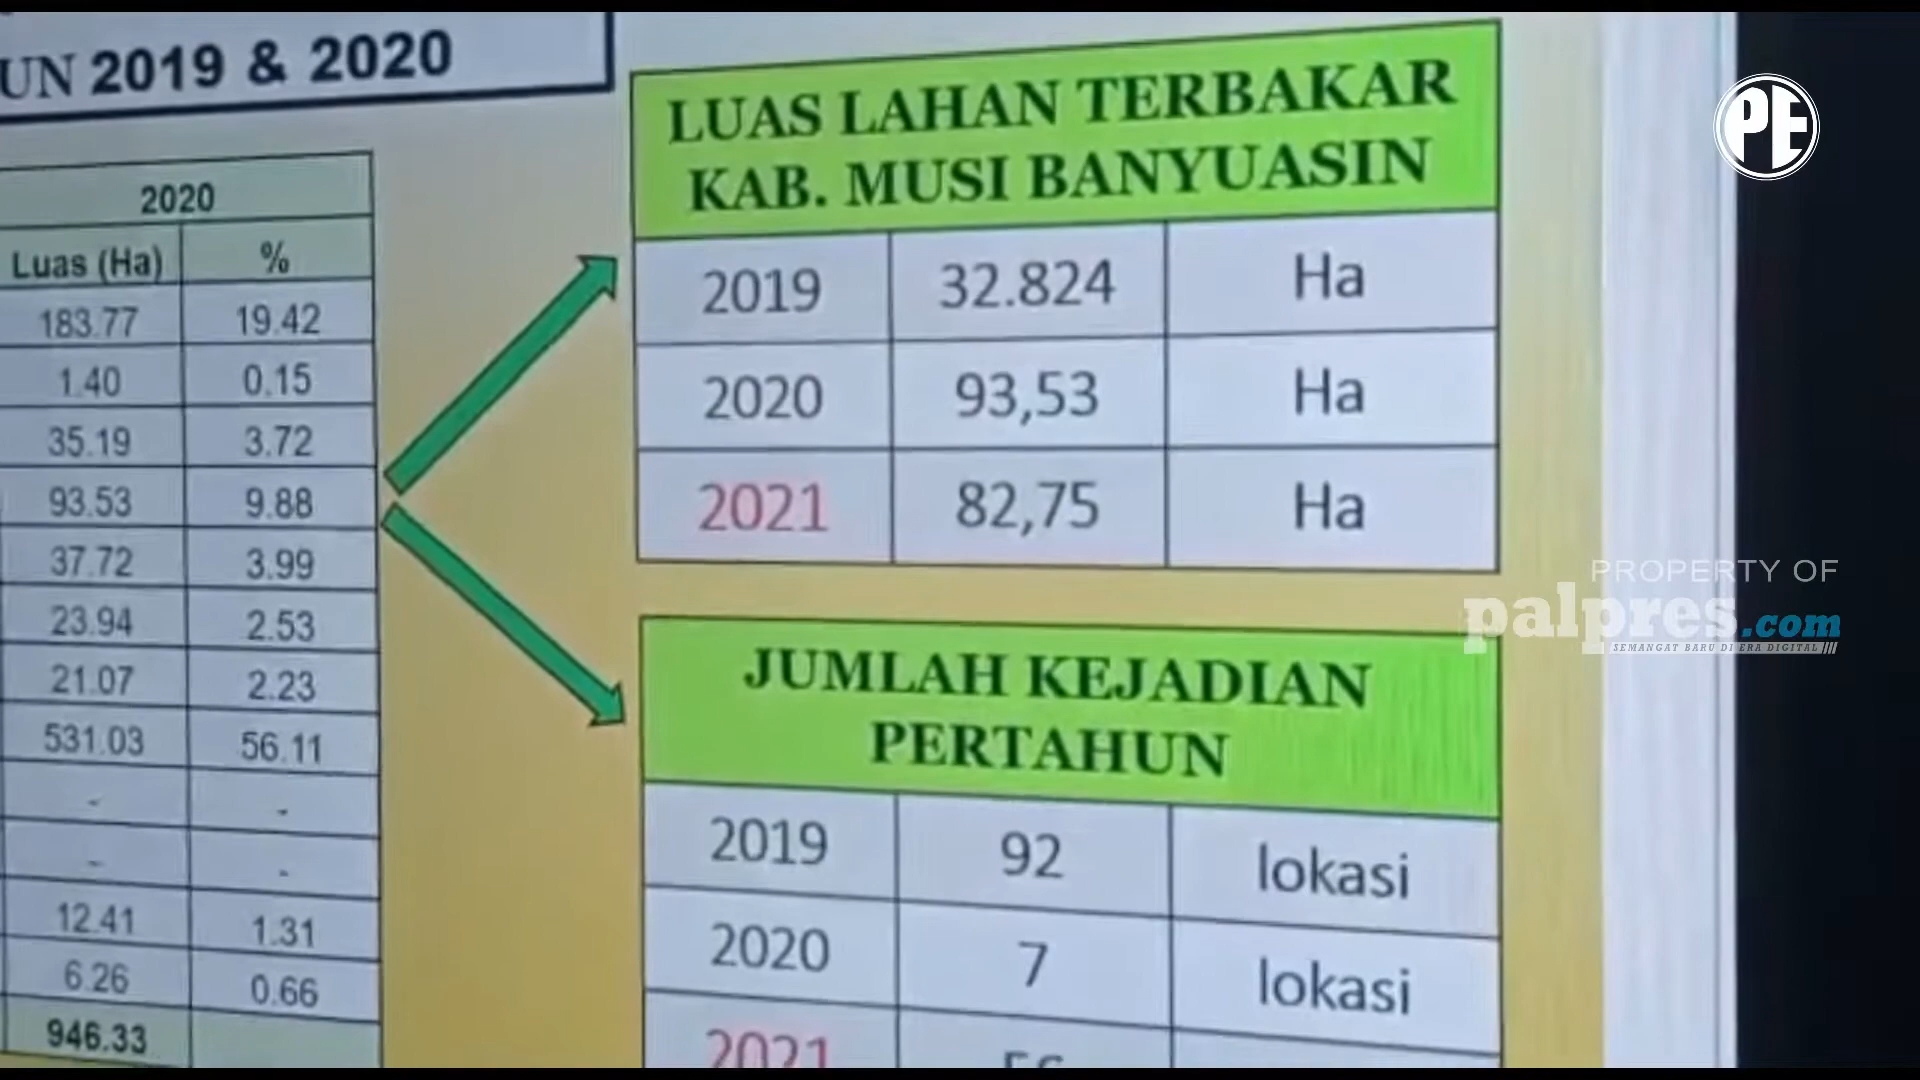 UN 2019 & 2020
2020
Luas (Ha) %
183.77 19.42
1.40 0.15
35.19 3.72
93.53 9.88
37.72 3.99
23.94 2.53
21.07 2.23
531.03 56.11
- -
- -
12.41 1.31
6.26 0.66
946.33
LUAS LAHAN TERBAKAR
KAB. MUSI BANYUASIN
2019 32.824 Ha
2020 93,53 Ha
2021 82,75 Ha
JUMLAH KEJADIAN
PERTAHUN
2019 92 lokasi
2020 7 lokasi
2021
PE
PROPERTY OF
palpres.com
SEMANGAT BARU DI ERA DIGITAL